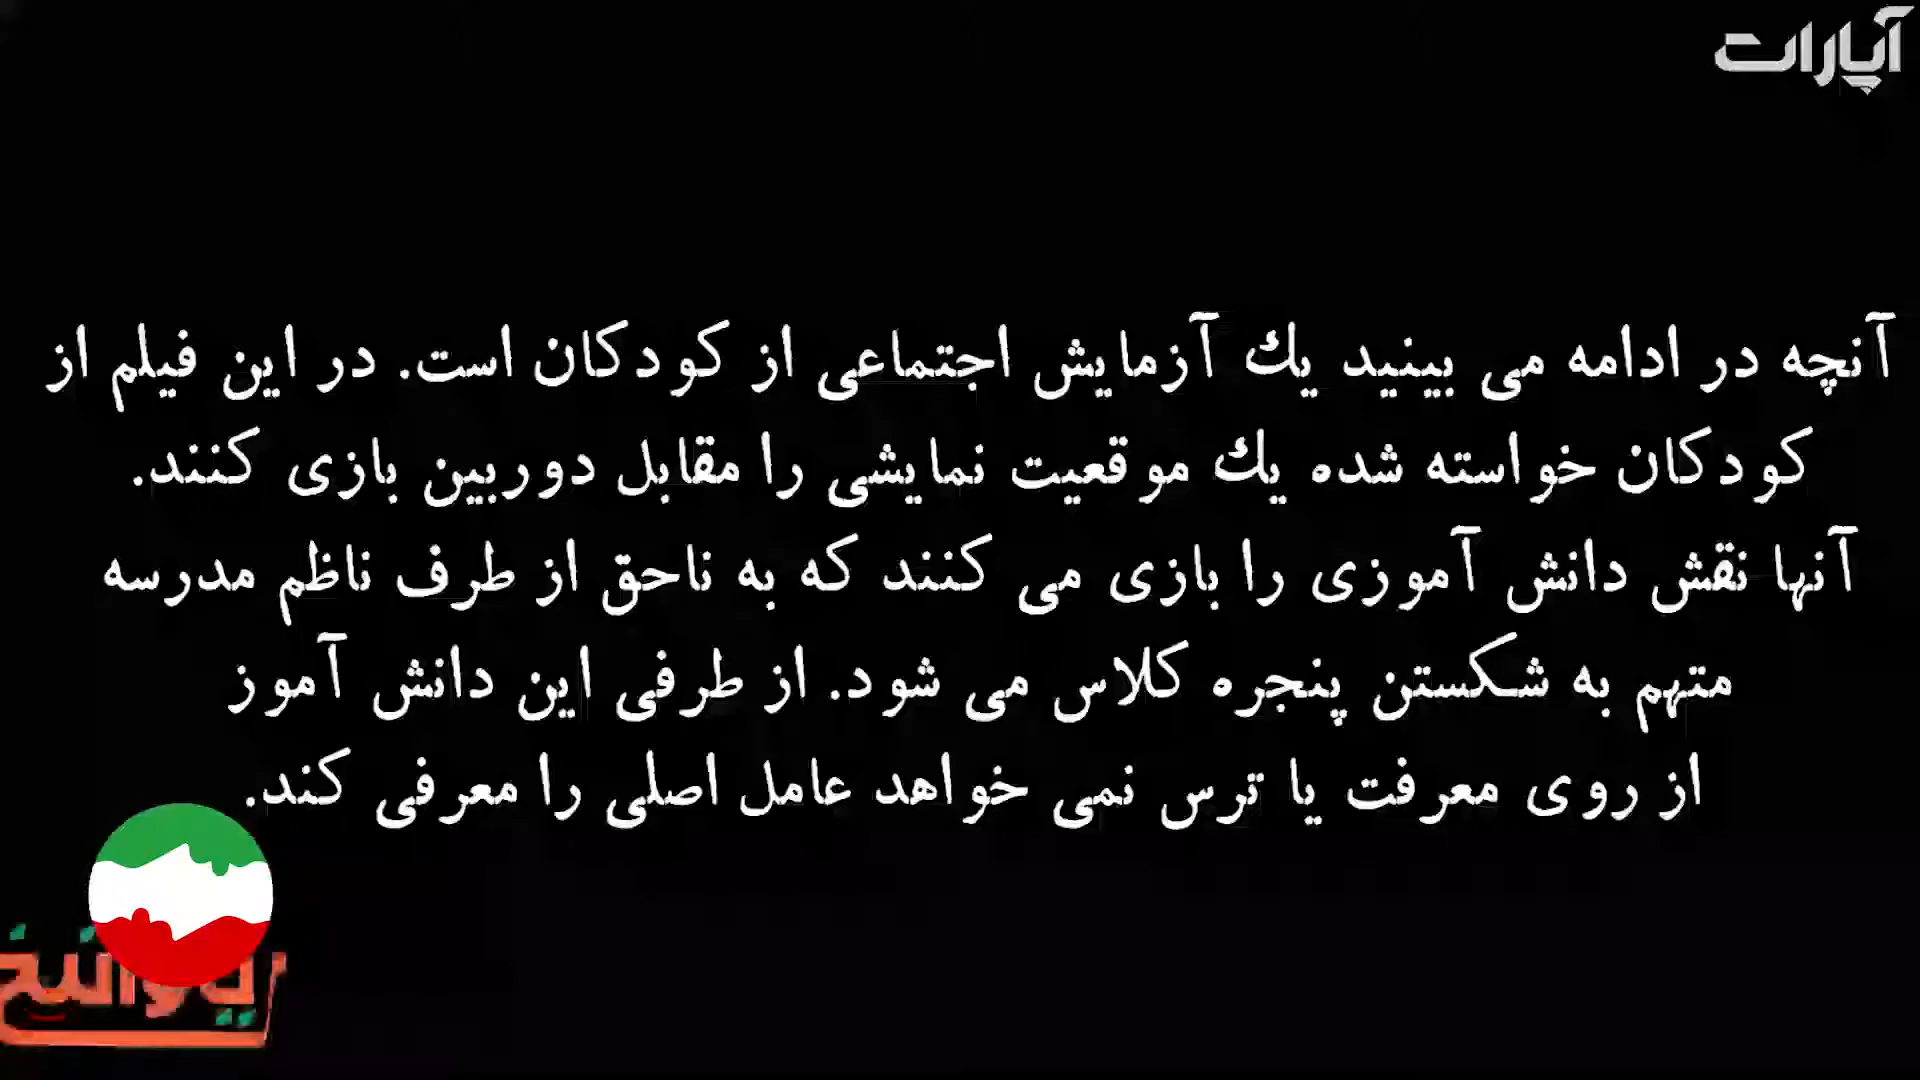 آپارات
آنچه در ادامه می بینید یك آزمایش اجتماعی از کودکان است. در این فیلم از
کودکان خواسته شده یك موقعیت نمایشی را مقابل دوربین بازی کنند.
آنها نقش دانش آموزی را بازی می کنند که به ناحق از طرف ناظم مدرسه
متهم به شکستن پنجره کلاس می شود. از طرفی این دانش آموز
از روی معرفت یا ترس نمی خواهد عامل اصلی را معرفی کند.